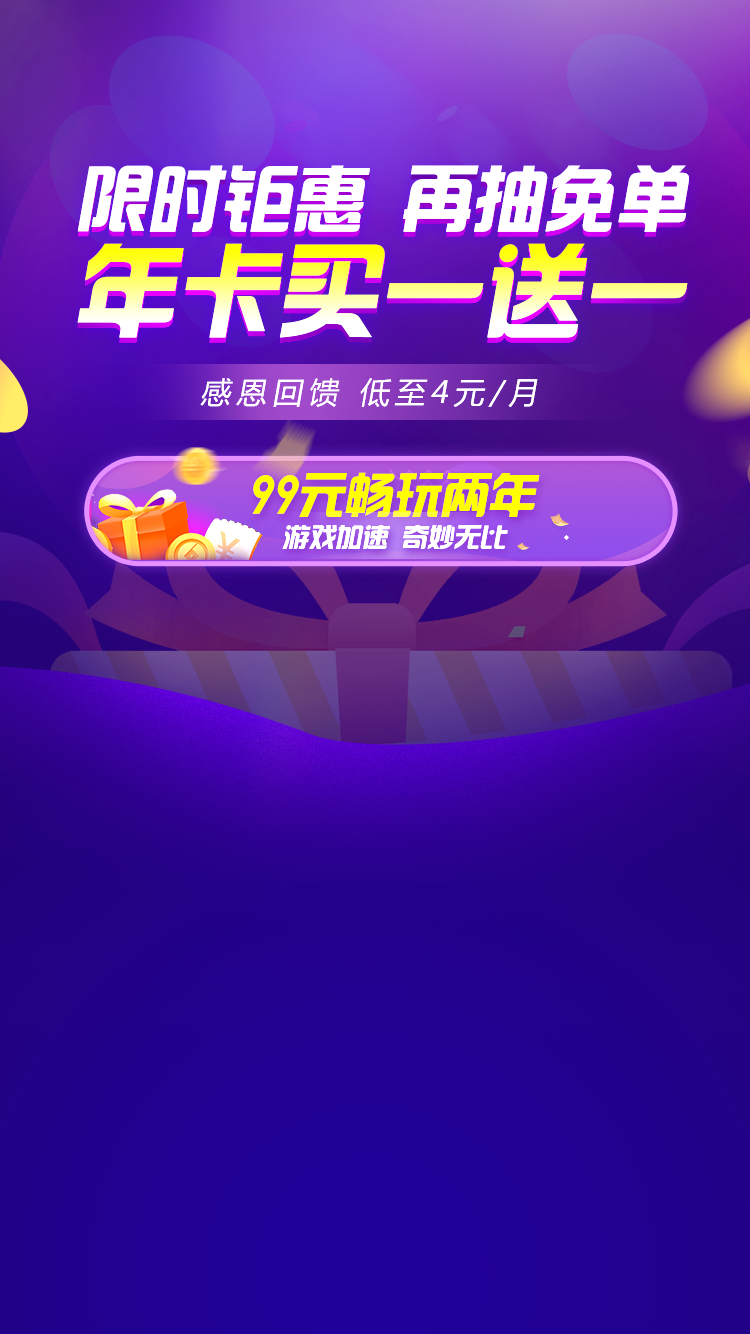 限时钜惠 再抽免单
年卡买一送一
感恩回馈 低至4元/月
99元畅玩两年
游戏加速 奇妙无比